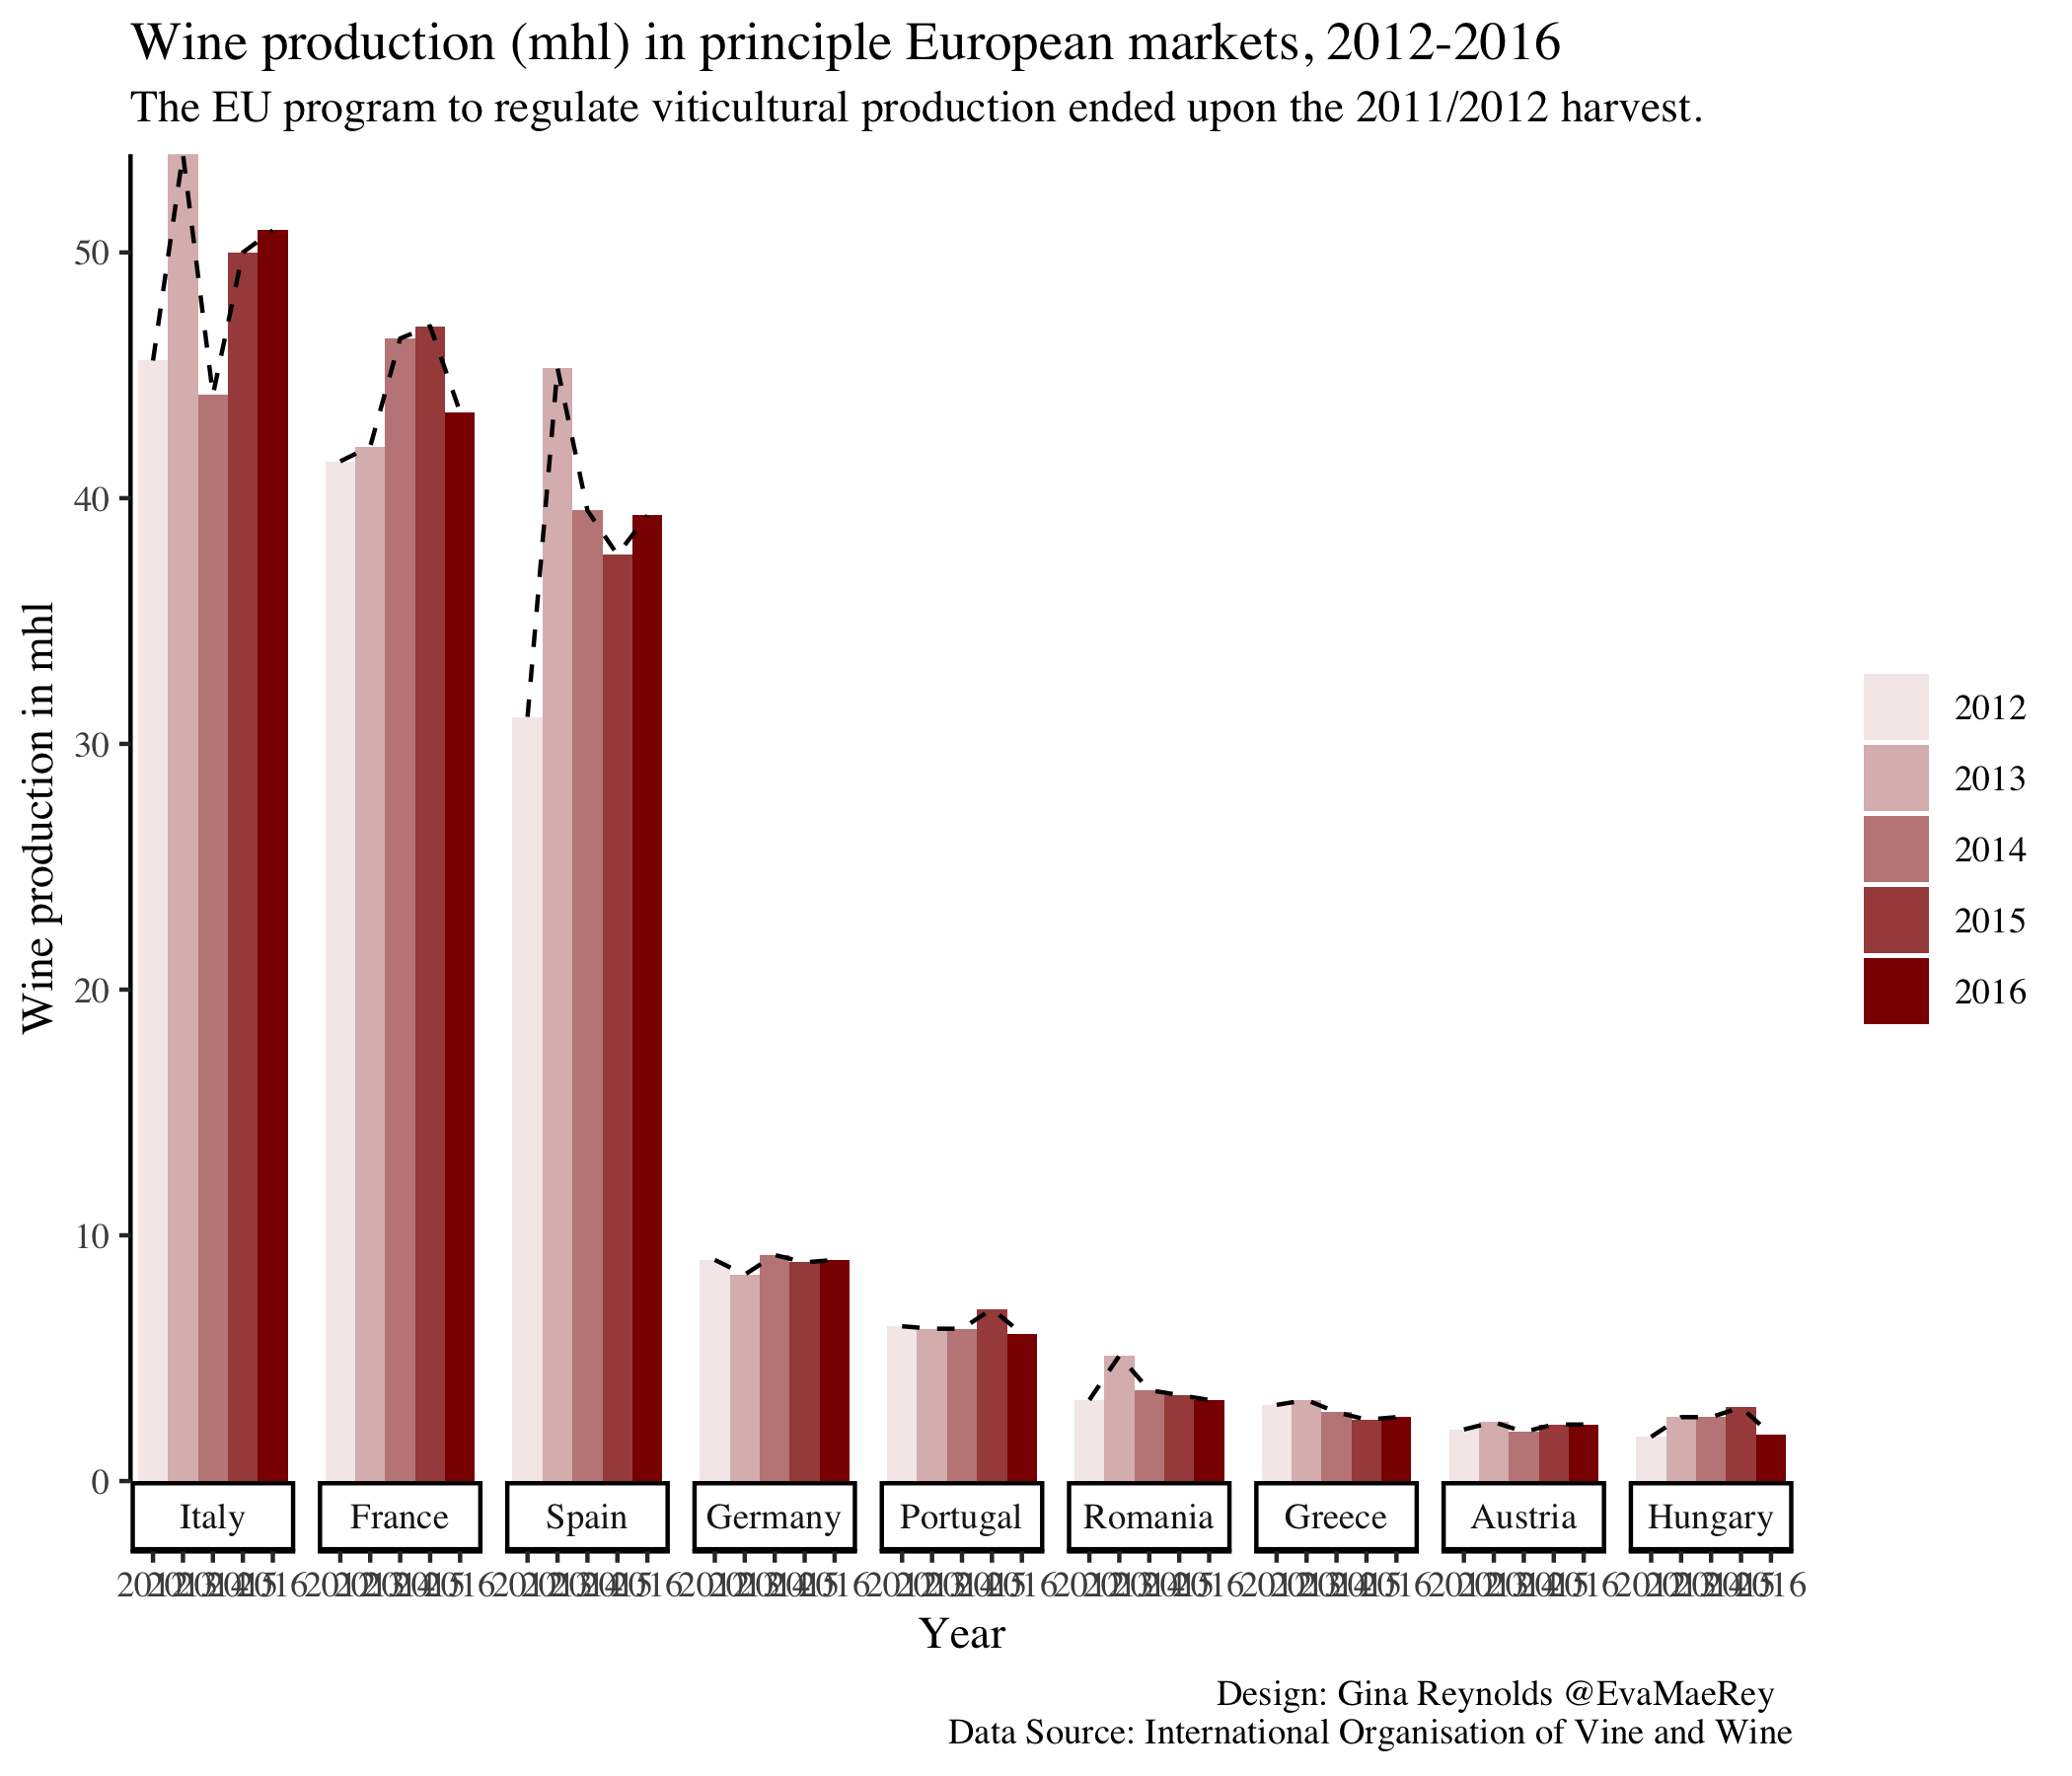 Wine production (mhl) in principle European markets, 2012-2016
The EU program to regulate viticultural production ended upon the 2011/2012 harvest.
Wine production in mhl
50
40
30
20
10
0
2012
2013
2014
2015
2016
Italy France Spain Germany Portugal Romania Greece Austria Hungary
Year
Design: Gina Reynolds @EvaMaeRey
Data Source: International Organisation of Vine and Wine